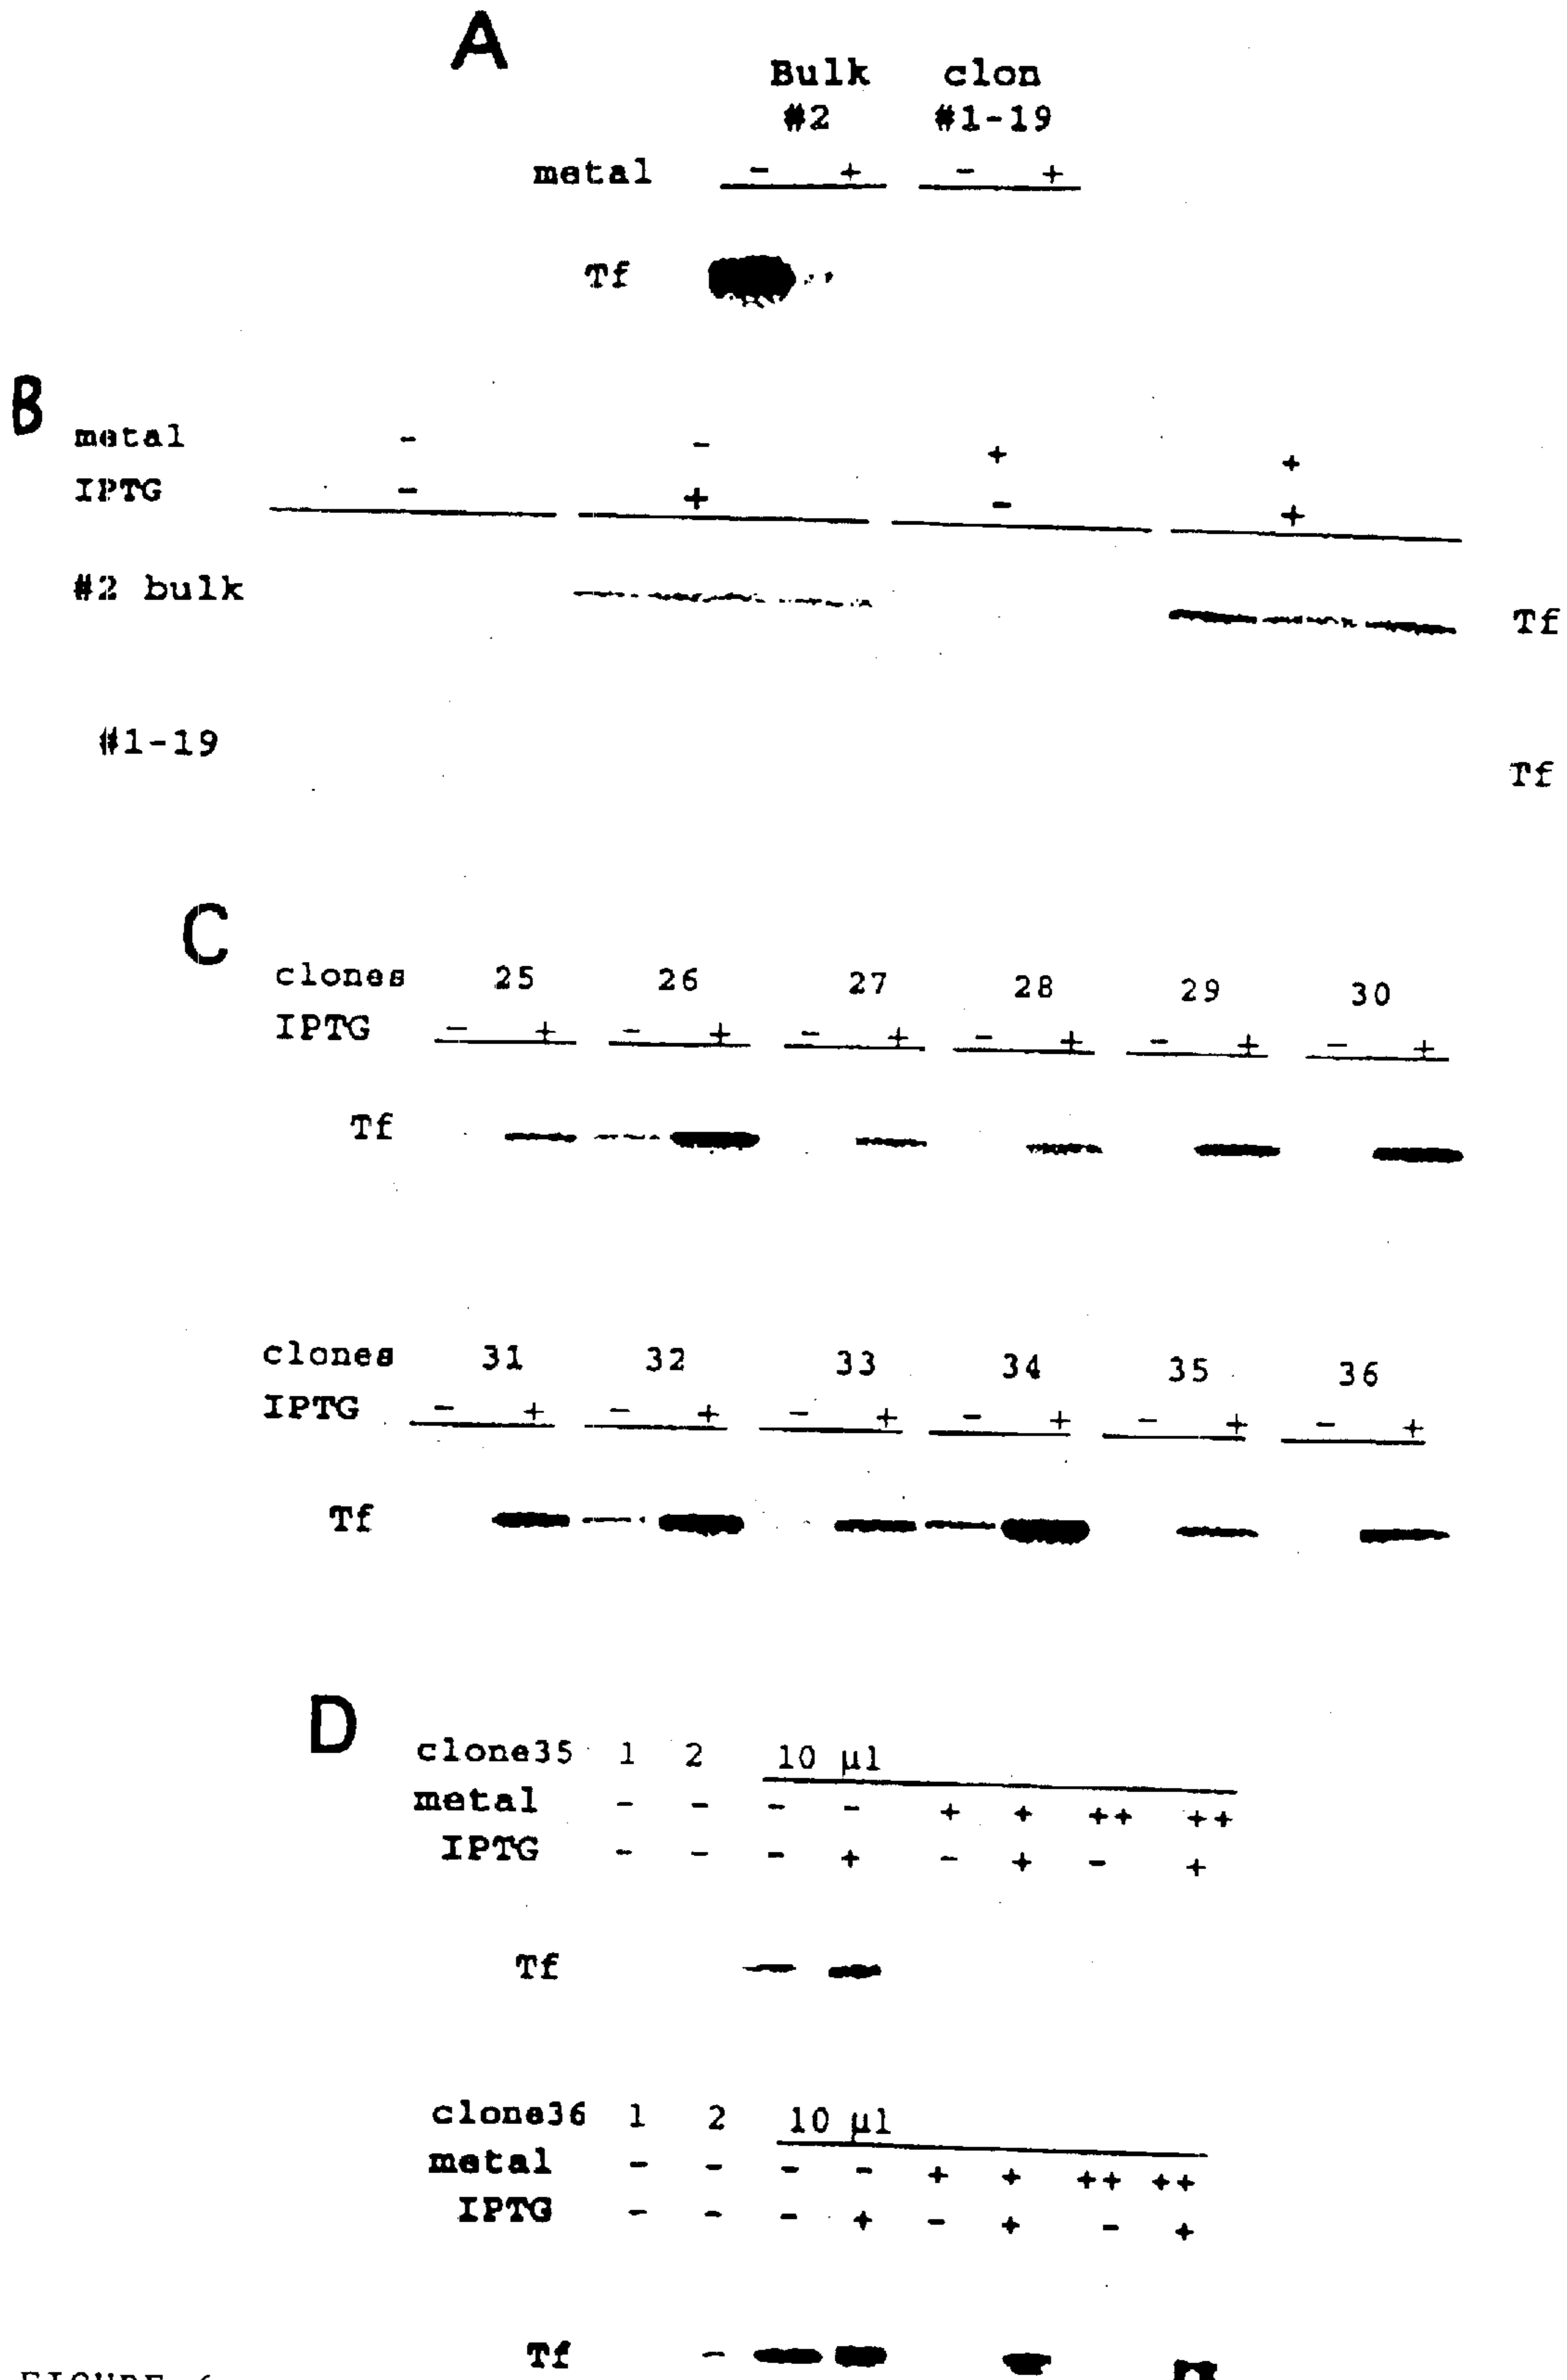 A
Bulk clon
#2 #1-19
metal - + - +
Tf
B
metal - - + +
IPTG - + - +
#2 bulk Tf
#1-19 Tf
C
clones 25 26 27 28 29 30
IPTG - + - + - + - + - + - +
Tf
clones 31 32 33 34 35 36
IPTG - + - + - + - + - + - +
Tf
D
clone35 1 2 10 µl
metal - - - - + + ++ ++
IPTG - - - + - + - +
Tf
clone36 1 2 10 µl
metal - - - - + + ++ ++
IPTG - - - + - + - +
Tf